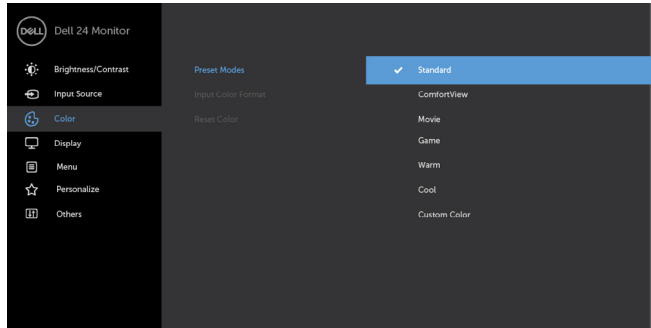 DELL Dell 24 Monitor
Brightness/Contrast Preset Modes Standard
Input Source Input Color Format ComfortView
Color Reset Color Movie
Display Game
Menu Warm
Personalize Cool
Others Custom Color